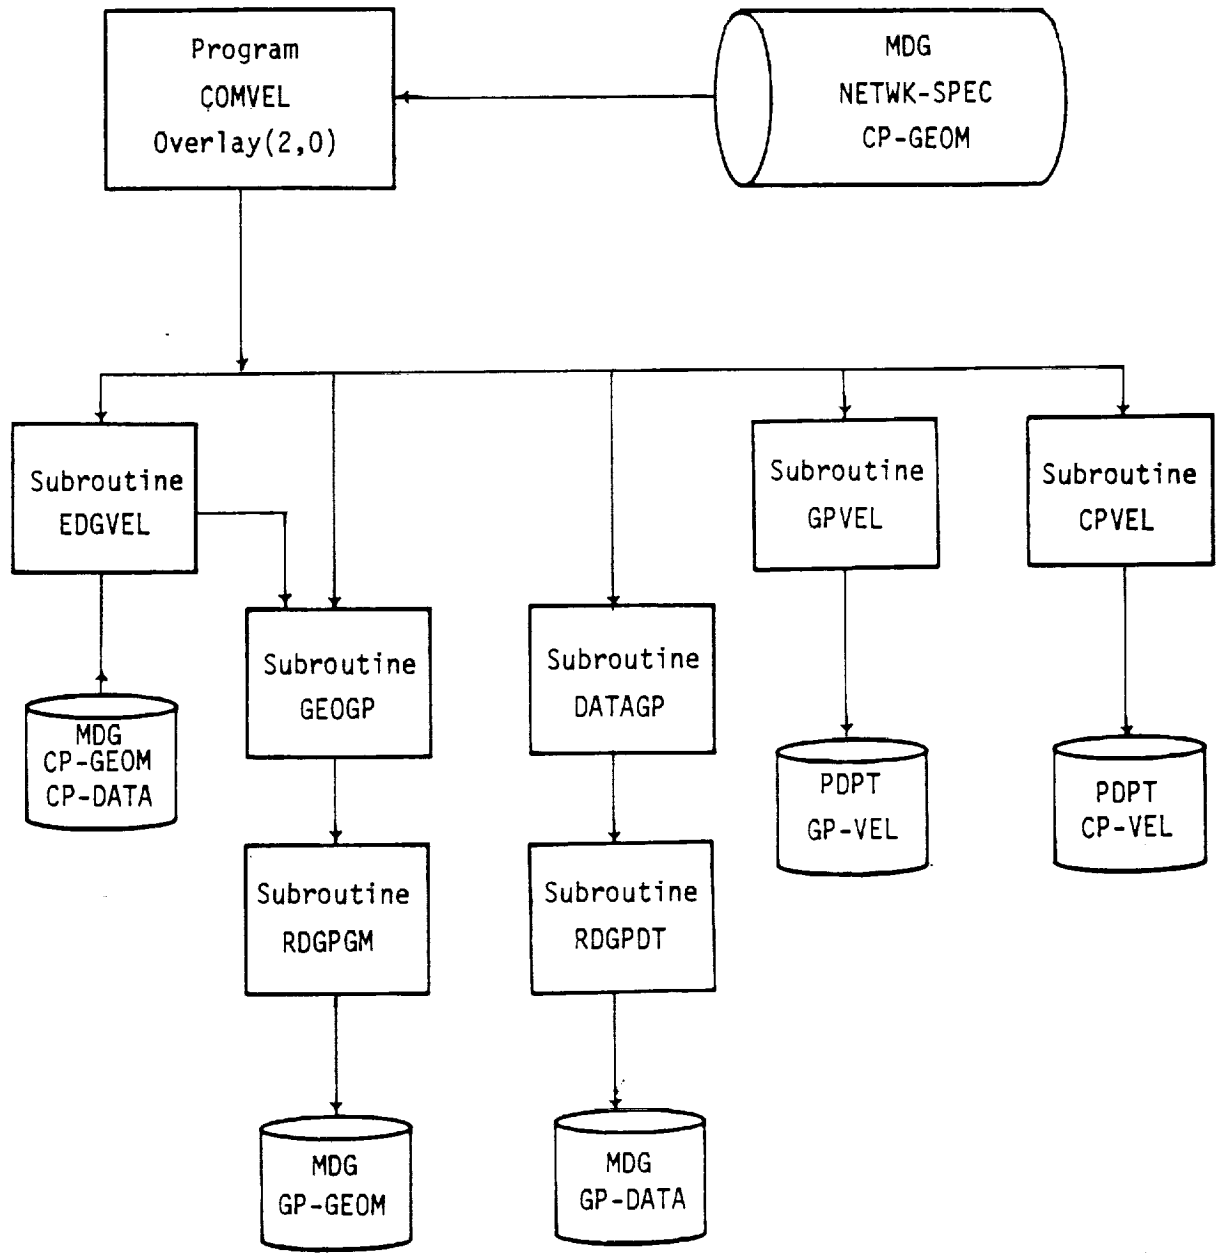 Program
COMVEL
Overlay(2,0)
MDG
NETWK-SPEC
CP-GEOM
Subroutine
EDGVEL
Subroutine
GPVEL
Subroutine
CPVEL
Subroutine
GEOGP
Subroutine
DATAGP
MDG
CP-GEOM
CP-DATA
PDPT
GP-VEL
PDPT
CP-VEL
Subroutine
RDGPGM
Subroutine
RDGPDT
MDG
GP-GEOM
MDG
GP-DATA